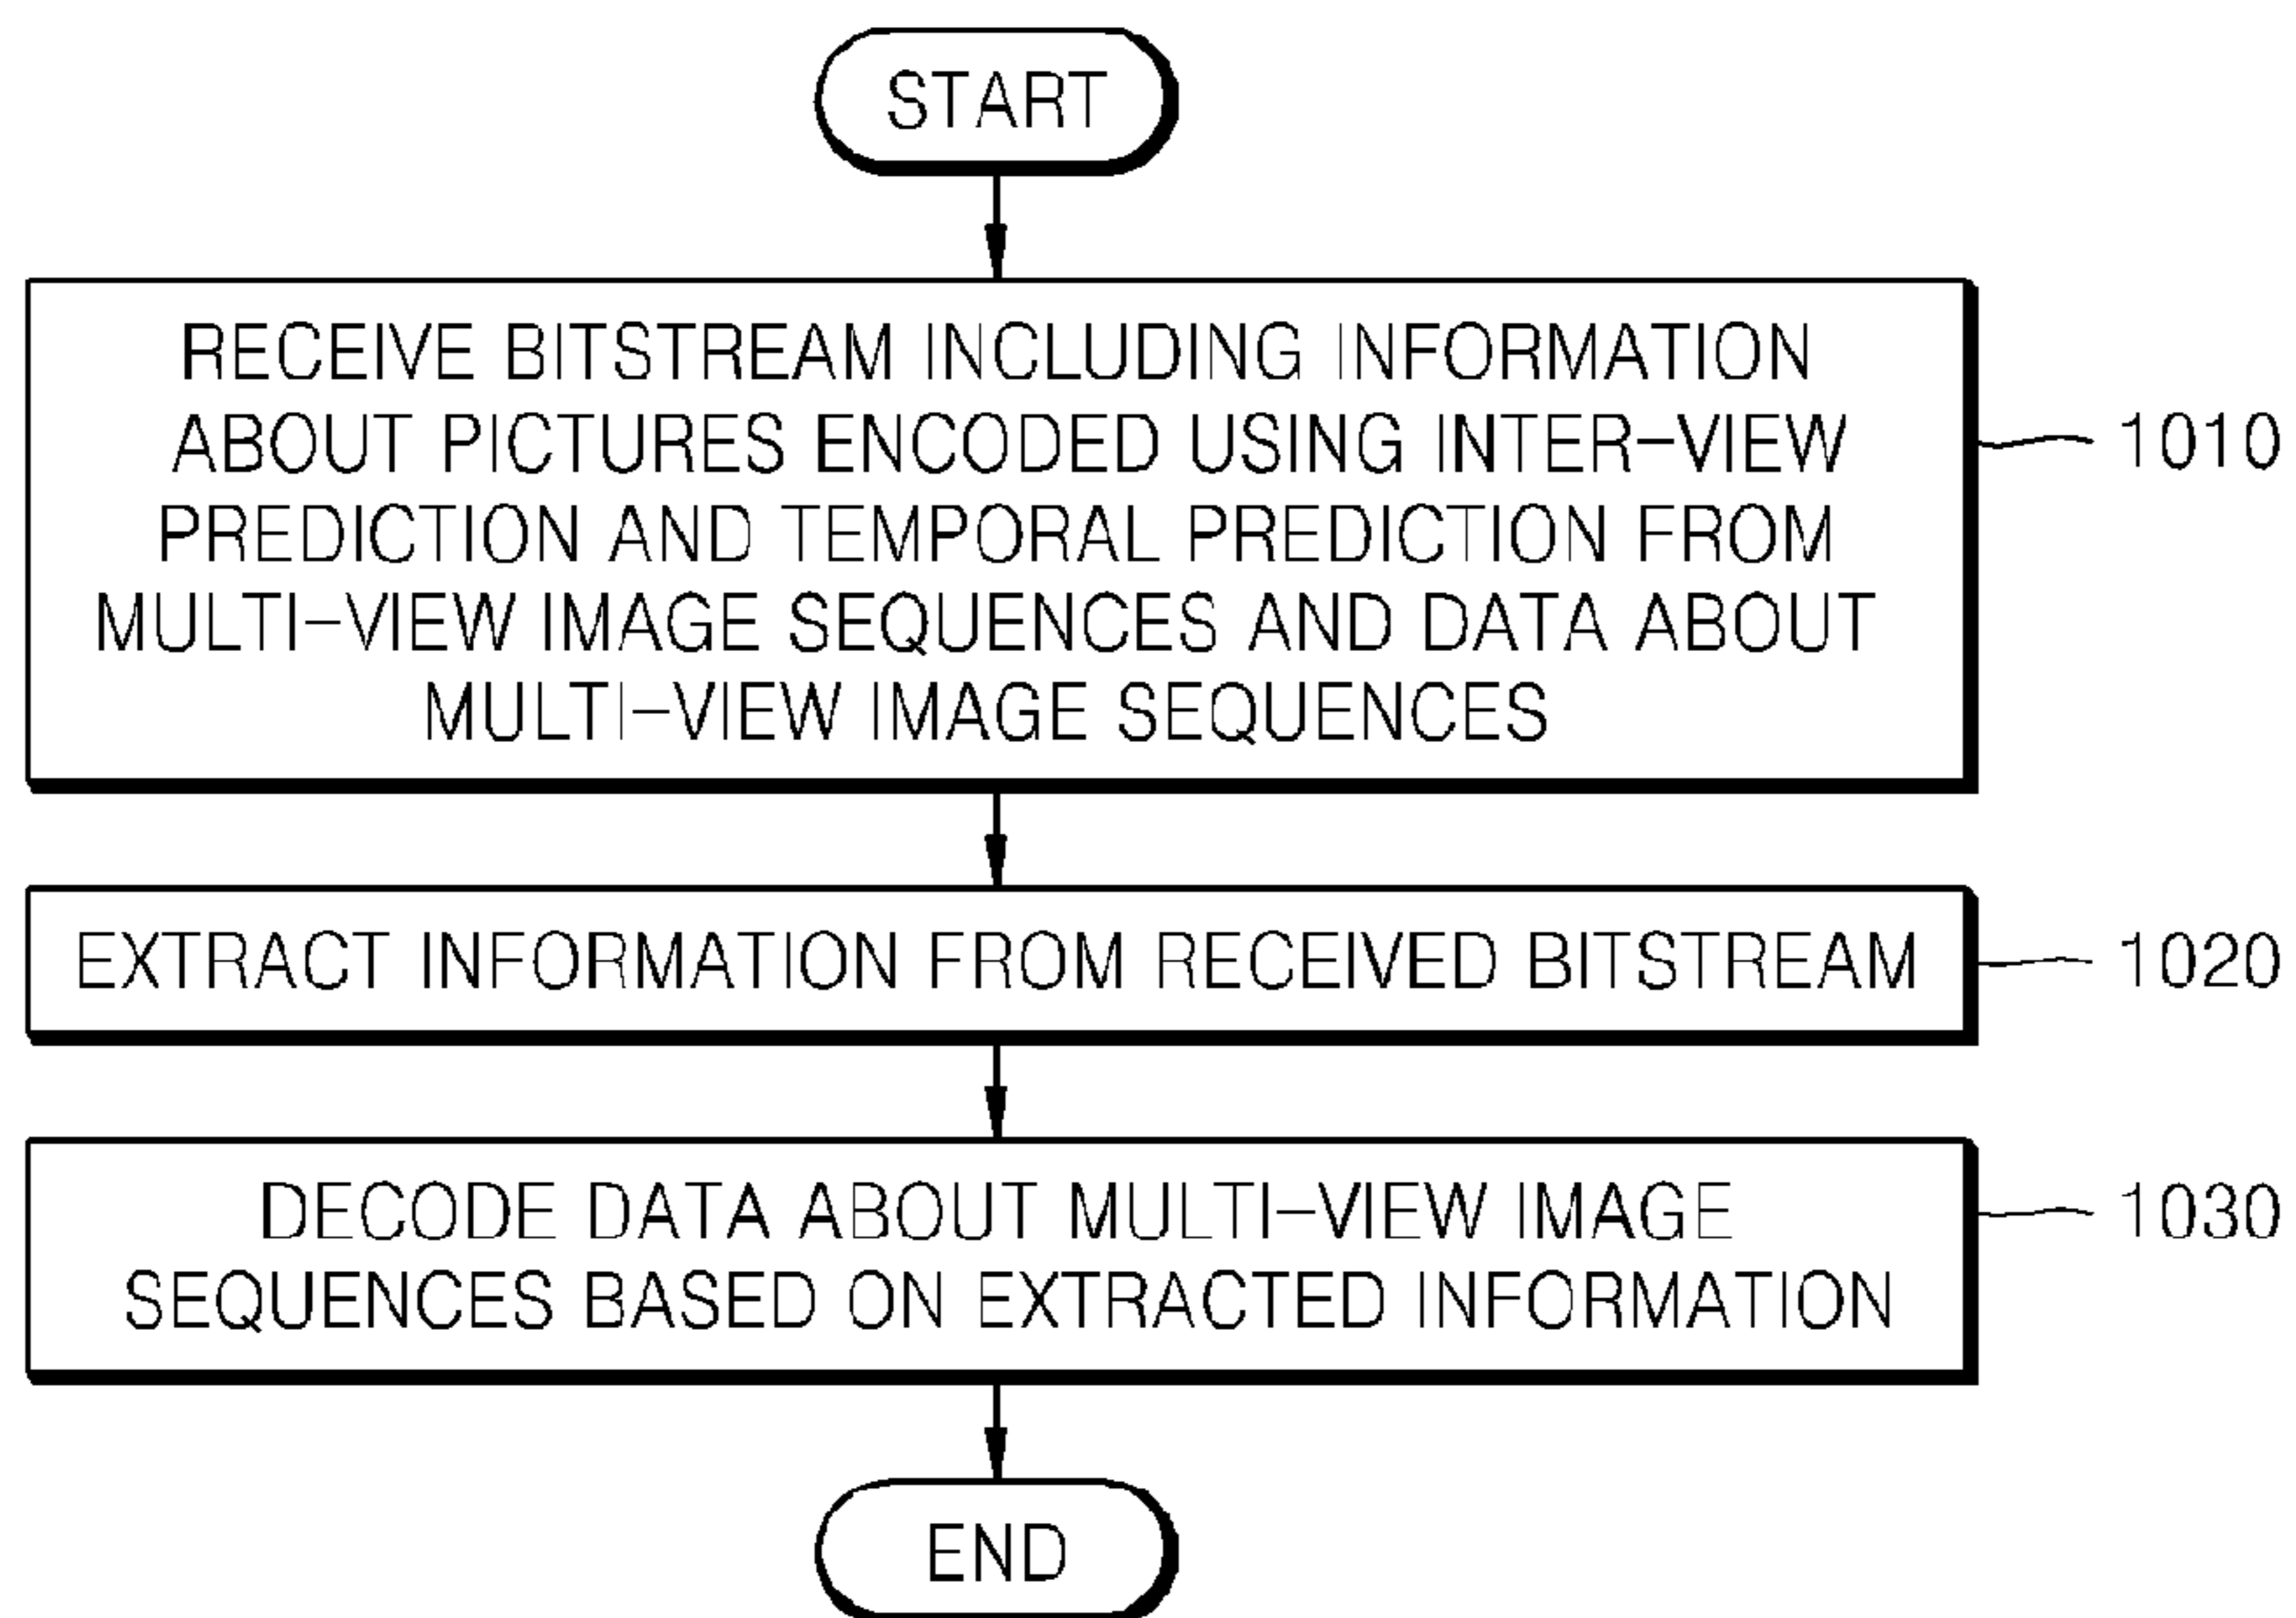 START
RECEIVE BITSTREAM INCLUDING INFORMATION
ABOUT PICTURES ENCODED USING INTER-VIEW
PREDICTION AND TEMPORAL PREDICTION FROM
MULTI-VIEW IMAGE SEQUENCES AND DATA ABOUT
MULTI-VIEW IMAGE SEQUENCES
1010
EXTRACT INFORMATION FROM RECEIVED BITSTREAM
1020
DECODE DATA ABOUT MULTI-VIEW IMAGE
SEQUENCES BASED ON EXTRACTED INFORMATION
1030
END